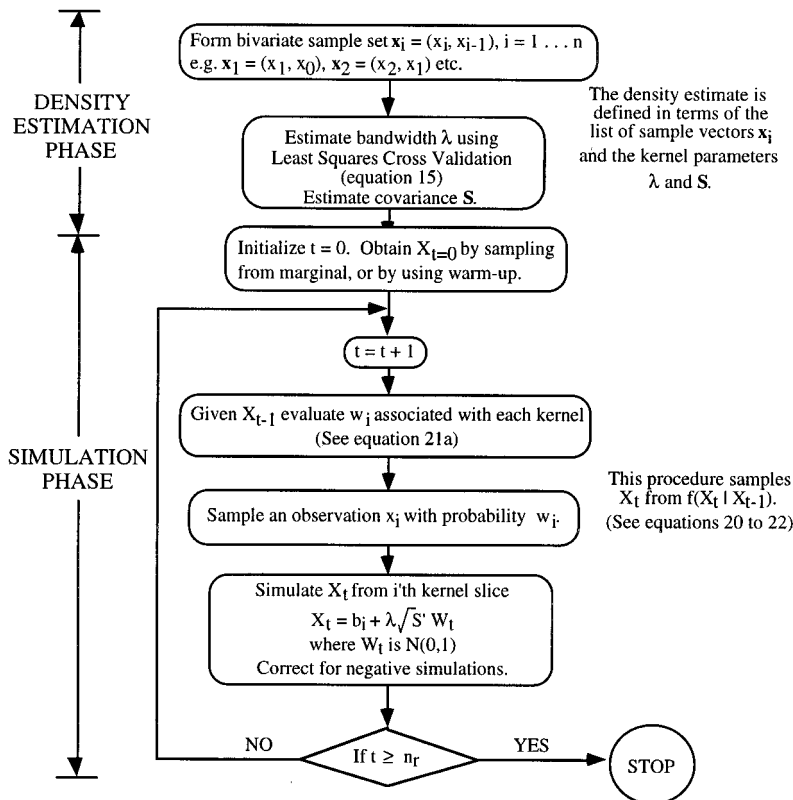 Form bivariate sample set xᵢ = (xᵢ, xᵢ₋₁), i = 1 . . . n
e.g. x₁ = (x₁, x₀), x₂ = (x₂, x₁) etc.
DENSITY
ESTIMATION
PHASE
The density estimate is
defined in terms of the
list of sample vectors xᵢ
and the kernel parameters
λ and S.
Estimate bandwidth λ using
Least Squares Cross Validation
(equation 15)
Estimate covariance S.
Initialize t = 0. Obtain Xₜ₌₀ by sampling
from marginal, or by using warm-up.
t = t + 1
Given Xₜ₋₁ evaluate wᵢ associated with each kernel
(See equation 21a)
SIMULATION
PHASE
This procedure samples
Xₜ from f(Xₜ | Xₜ₋₁).
(See equations 20 to 22)
Sample an observation xᵢ with probability wᵢ.
Simulate Xₜ from i'th kernel slice
Xₜ = bᵢ + λ√S' Wₜ
where Wₜ is N(0,1)
Correct for negative simulations.
NO
If t ≥ nᵣ
YES
STOP